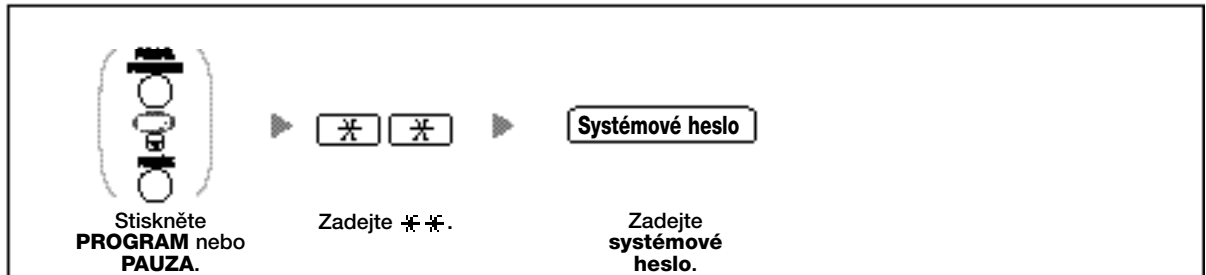 ✱ ✱ Systémové heslo
Stiskněte
PROGRAM nebo
PAUZA.
Zadejte ✱ ✱.
Zadejte
systémové
heslo.